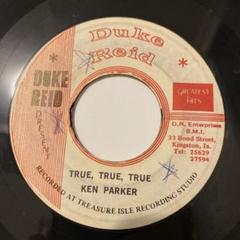 Duke
Reid
DUKE
REID
GREATEST
HITS
D.R. Enterprises
B.M.I.
33 Bond Street,
Kingston, Ja.
Tel: 25629
27594
TRUE, TRUE, TRUE
KEN PARKER
RECORDED AT TREASURE ISLE RECORDING STUDIO